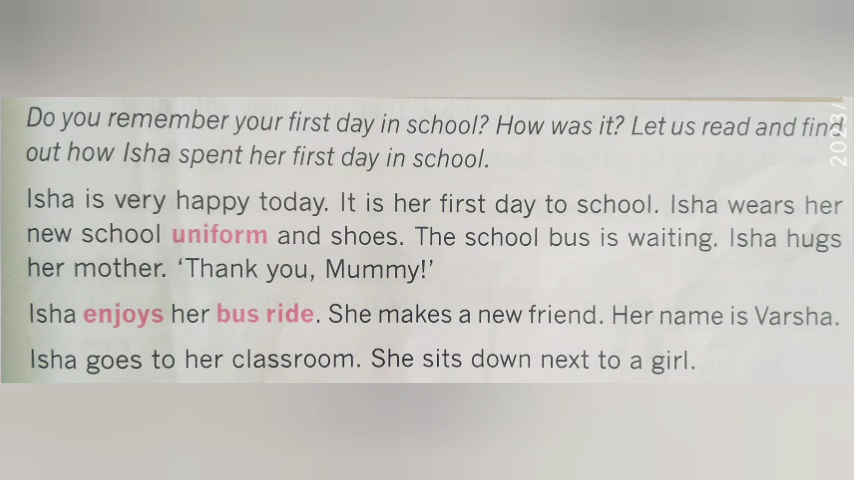 Do you remember your first day in school? How was it? Let us read and find
out how Isha spent her first day in school.
Isha is very happy today. It is her first day to school. Isha wears her
new school uniform and shoes. The school bus is waiting. Isha hugs
her mother. ‘Thank you, Mummy!’
Isha enjoys her bus ride. She makes a new friend. Her name is Varsha.
Isha goes to her classroom. She sits down next to a girl.
2023/